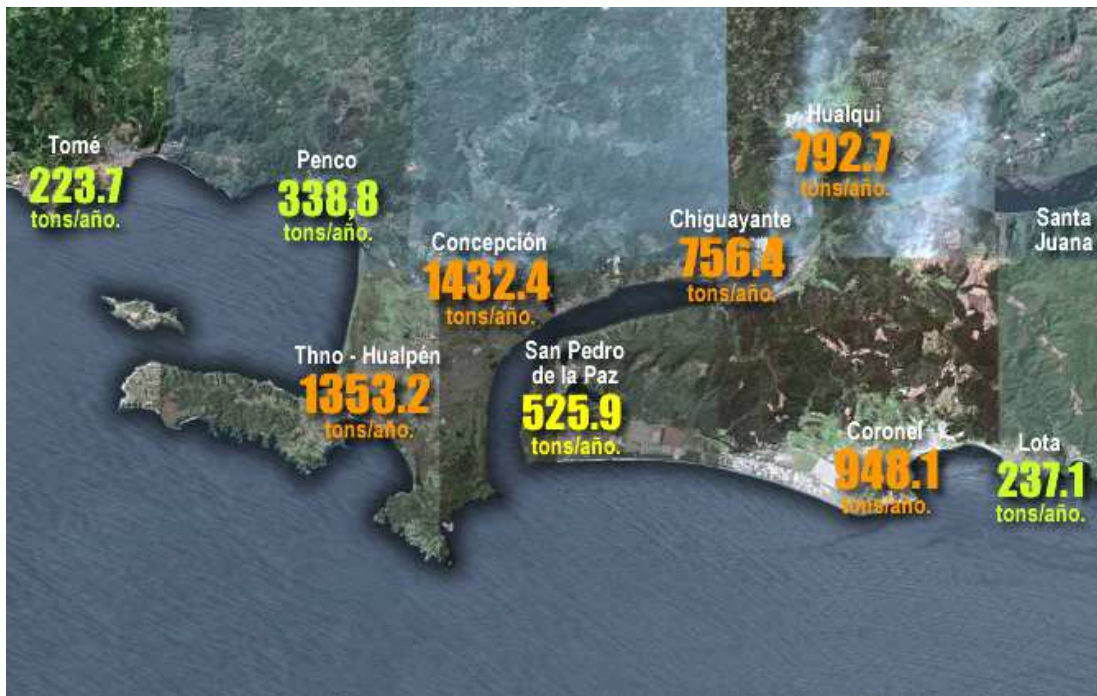 Tomé
223.7
tons/año.
Penco
338,8
tons/año.
Concepción
1432.4
tons/año.
Thno - Hualpén
1353.2
tons/año.
San Pedro
de la Paz
525.9
tons/año.
Chiguayante
756.4
tons/año.
Hualqui
792.7
tons/año.
Santa
Juana
Coronel
948.1
tons/año.
Lota
237.1
tons/año.